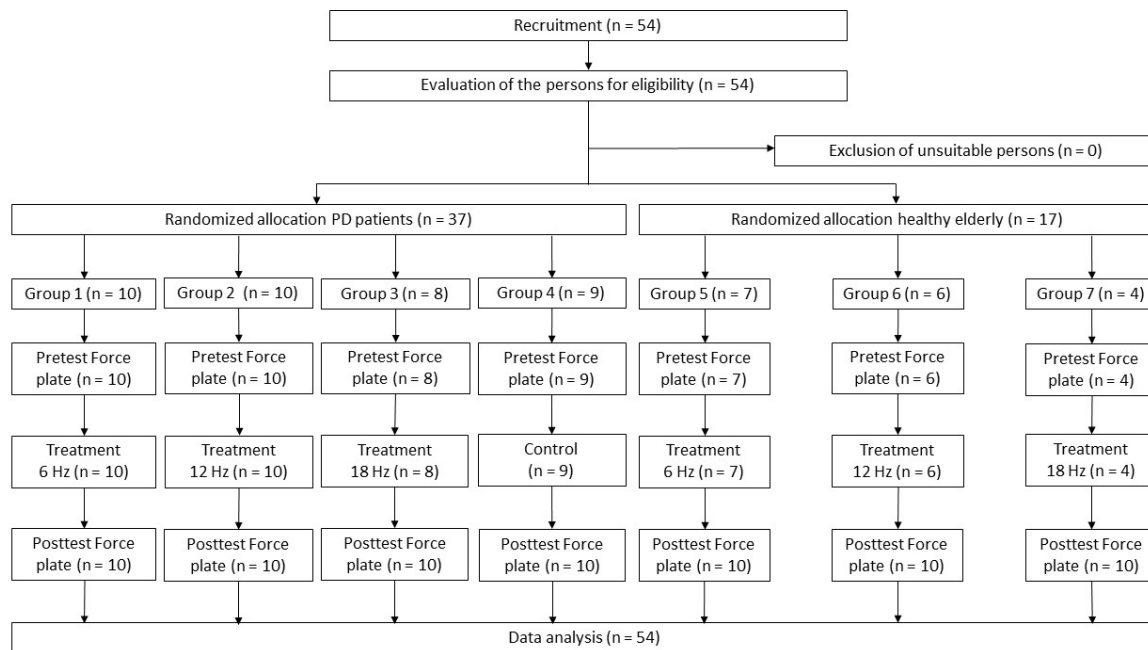 Recruitment (n = 54)
Evaluation of the persons for eligibility (n = 54)
Exclusion of unsuitable persons (n = 0)
Randomized allocation PD patients (n = 37)
Randomized allocation healthy elderly (n = 17)
Group 1 (n = 10)
Group 2 (n = 10)
Group 3 (n = 8)
Group 4 (n = 9)
Group 5 (n = 7)
Group 6 (n = 6)
Group 7 (n = 4)
Pretest Force
plate (n = 10)
Pretest Force
plate (n = 10)
Pretest Force
plate (n = 8)
Pretest Force
plate (n = 9)
Pretest Force
plate (n = 7)
Pretest Force
plate (n = 6)
Pretest Force
plate (n = 4)
Treatment
6 Hz (n = 10)
Treatment
12 Hz (n = 10)
Treatment
18 Hz (n = 8)
Control
(n = 9)
Treatment
6 Hz (n = 7)
Treatment
12 Hz (n = 6)
Treatment
18 Hz (n = 4)
Posttest Force
plate (n = 10)
Posttest Force
plate (n = 10)
Posttest Force
plate (n = 10)
Posttest Force
plate (n = 10)
Posttest Force
plate (n = 10)
Posttest Force
plate (n = 10)
Posttest Force
plate (n = 10)
Data analysis (n = 54)